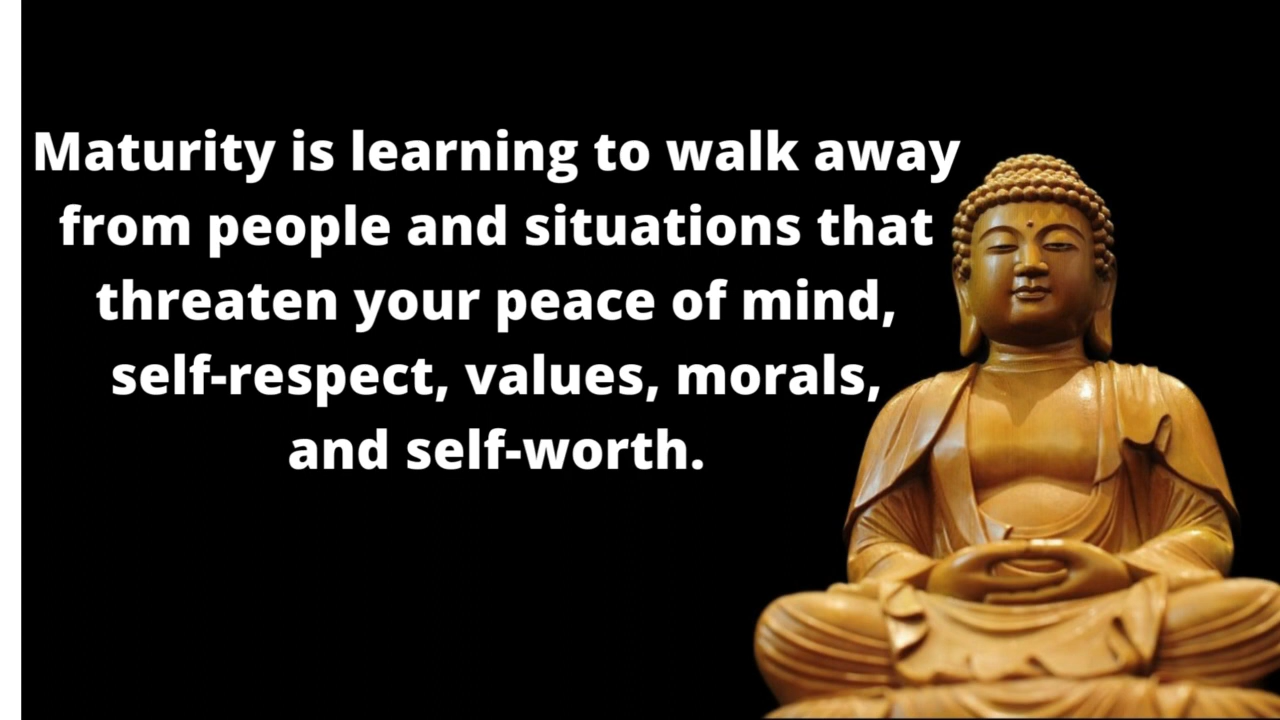 Maturity is learning to walk away
from people and situations that
threaten your peace of mind,
self-respect, values, morals,
and self-worth.